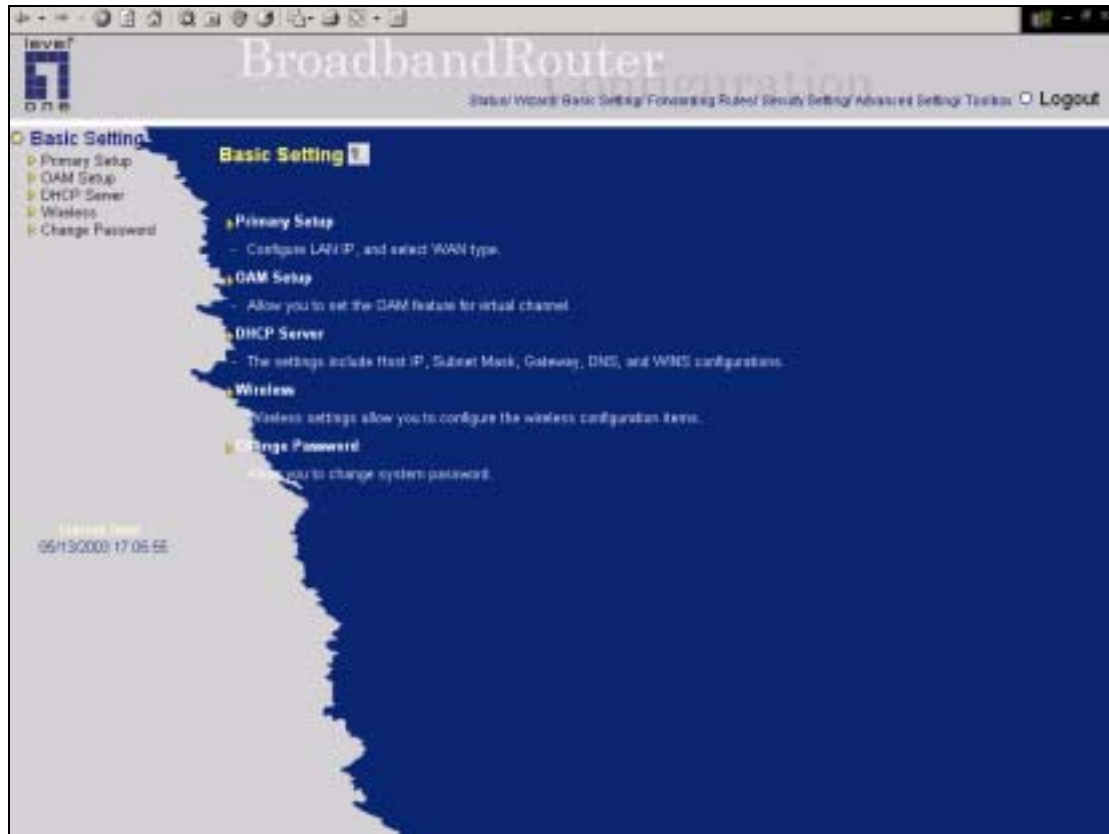 level
one
BroadbandRouter
Configuration
Status/ Wizard/ Basic Setting/ Forwarding Rules/ Security Setting/ Advanced Setting/ Toolbox Logout
Basic Setting
Primary Setup
OAM Setup
DHCP Server
Wireless
Change Password
Basic Setting
Primary Setup
- Configure LAN IP, and select WAN type.
OAM Setup
- Allow you to set the OAM feature for virtual channel
DHCP Server
- The settings include Host IP, Subnet Mask, Gateway, DNS, and WINS configurations.
Wireless
Wireless settings allow you to configure the wireless configuration items.
Change Password
Allow you to change system password.
05/13/2003 17:05:55